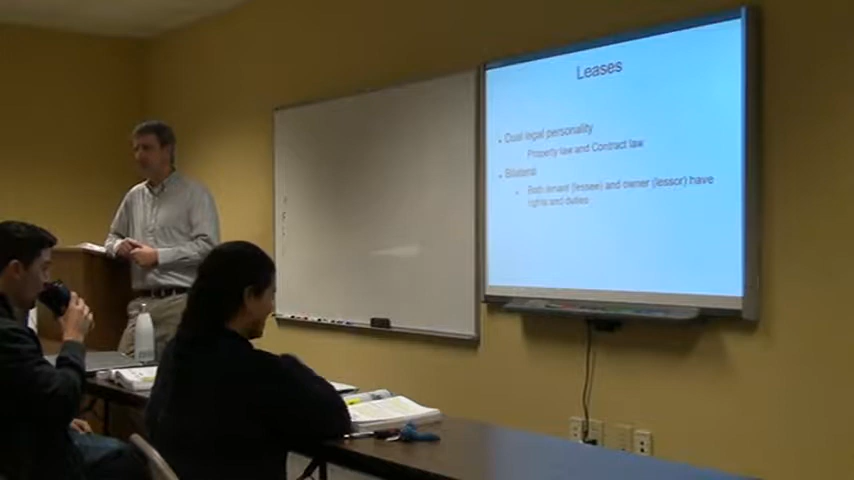 Leases
Dual legal personality
Property law and Contract law
Bilateral
Both tenant (lessee) and owner (lessor) have
rights and duties